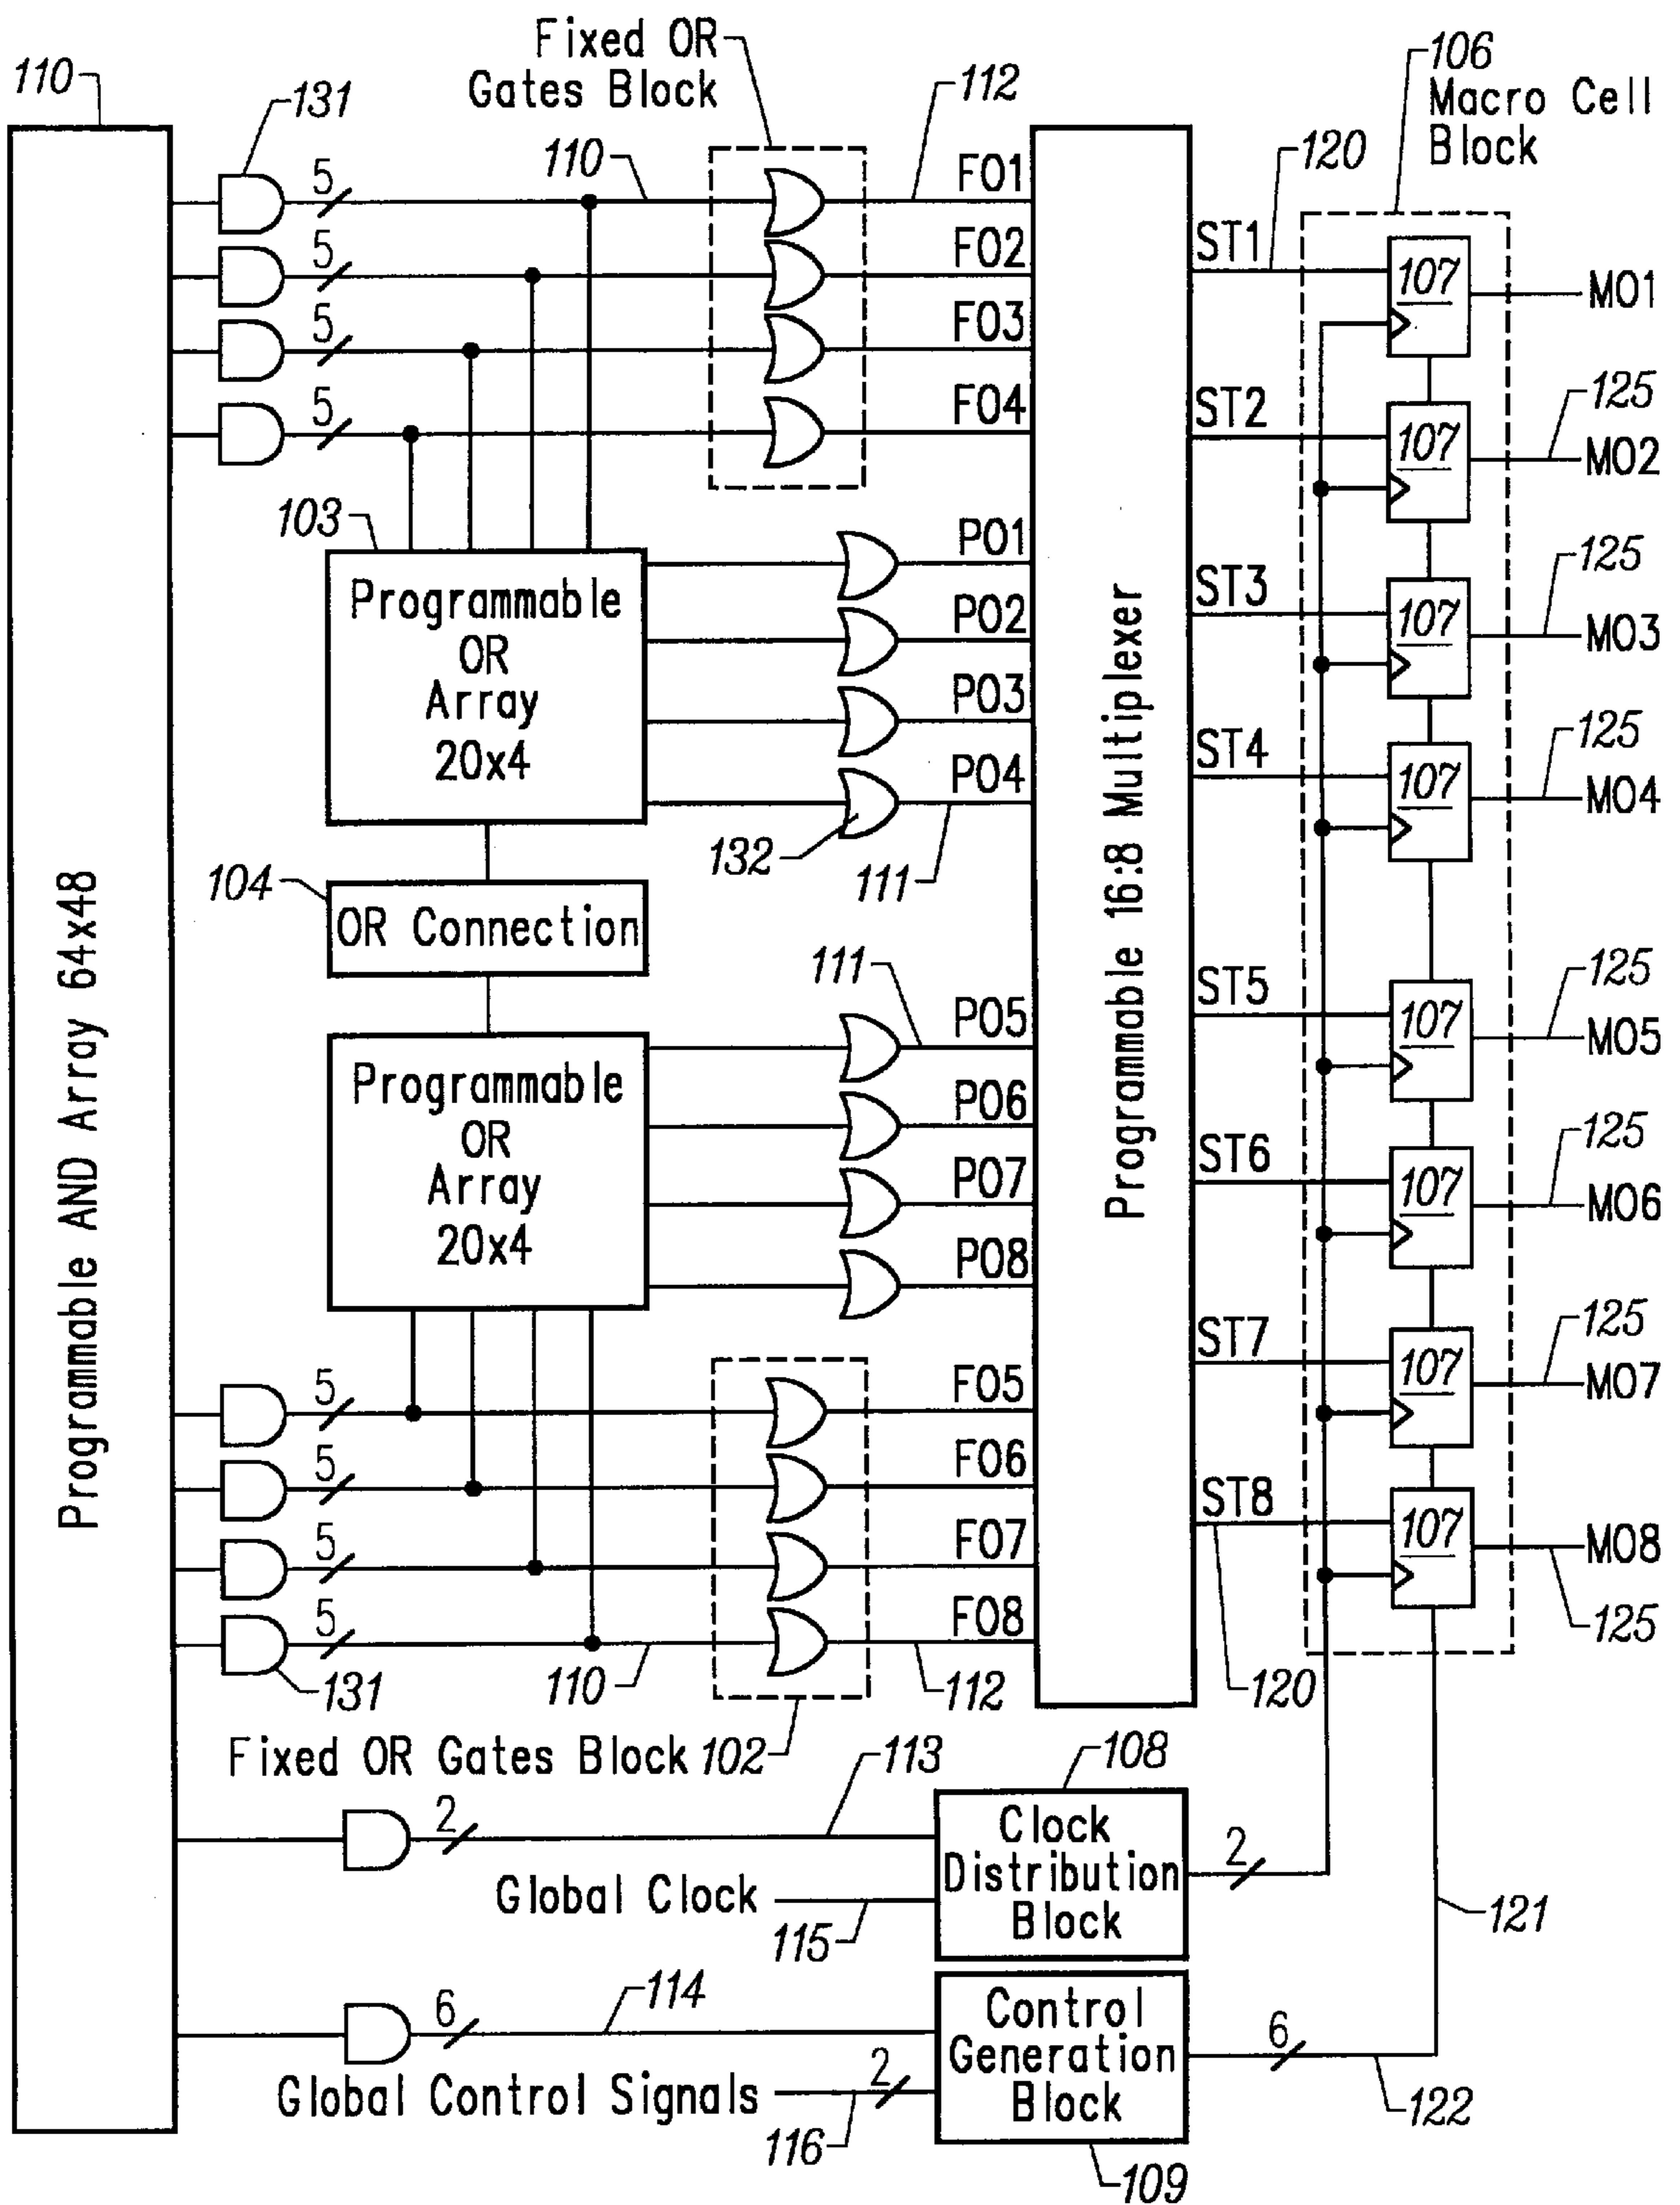 Fixed OR
Gates Block
110
131
112
106
Macro Cell
Block
5
110
FO1
120
5
FO2
ST1
107
MO1
5
FO3
5
FO4
ST2
107
125
MO2
103
Programmable
OR
Array
20x4
PO1
PO2
PO3
PO4
132
111
ST3
107
125
MO3
ST4
107
125
MO4
Programmable AND Array 64x48
Programmable 16:8 Multiplexer
104
OR Connection
111
Programmable
OR
Array
20x4
PO5
PO6
PO7
PO8
ST5
107
125
MO5
ST6
107
125
MO6
ST7
107
125
MO7
5
FO5
5
FO6
5
FO7
5
FO8
ST8
107
MO8
125
131
110
112
120
Fixed OR Gates Block 102
113
108
2
Clock
Distribution
Block
2
Global Clock
115
121
6
114
Control
Generation
Block
6
Global Control Signals
2
116
122
109